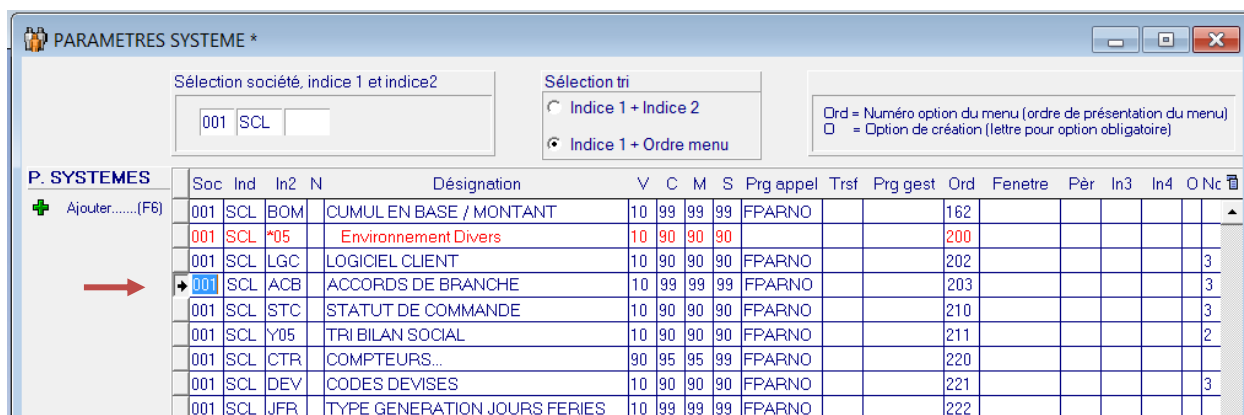 PARAMETRES SYSTEME *
Sélection société, indice 1 et indice2
001 SCL
Sélection tri
Indice 1 + Indice 2
Indice 1 + Ordre menu
Ord = Numéro option du menu (ordre de présentation du menu)
O = Option de création (lettre pour option obligatoire)
P. SYSTEMES
Ajouter.......(F6)
Soc Ind In2 N Désignation V C M S Prg appel Trsf Prg gest Ord Fenetre Pèr In3 In4 O Nc
001 SCL BOM CUMUL EN BASE / MONTANT 10 99 99 99 FPARNO 162
001 SCL *05 Environnement Divers 10 90 90 90 200
001 SCL LGC LOGICIEL CLIENT 10 90 90 90 FPARNO 202 3
001 SCL ACB ACCORDS DE BRANCHE 10 99 99 99 FPARNO 203 3
001 SCL STC STATUT DE COMMANDE 10 90 90 90 FPARNO 210 3
001 SCL Y05 TRI BILAN SOCIAL 10 90 90 90 FPARNO 211 2
001 SCL CTR COMPTEURS... 90 95 95 99 FPARNO 220
001 SCL DEV CODES DEVISES 10 90 90 90 FPARNO 221 3
001 SCL JFR TYPE GENERATION JOURS FERIES 10 99 99 99 FPARNO 222